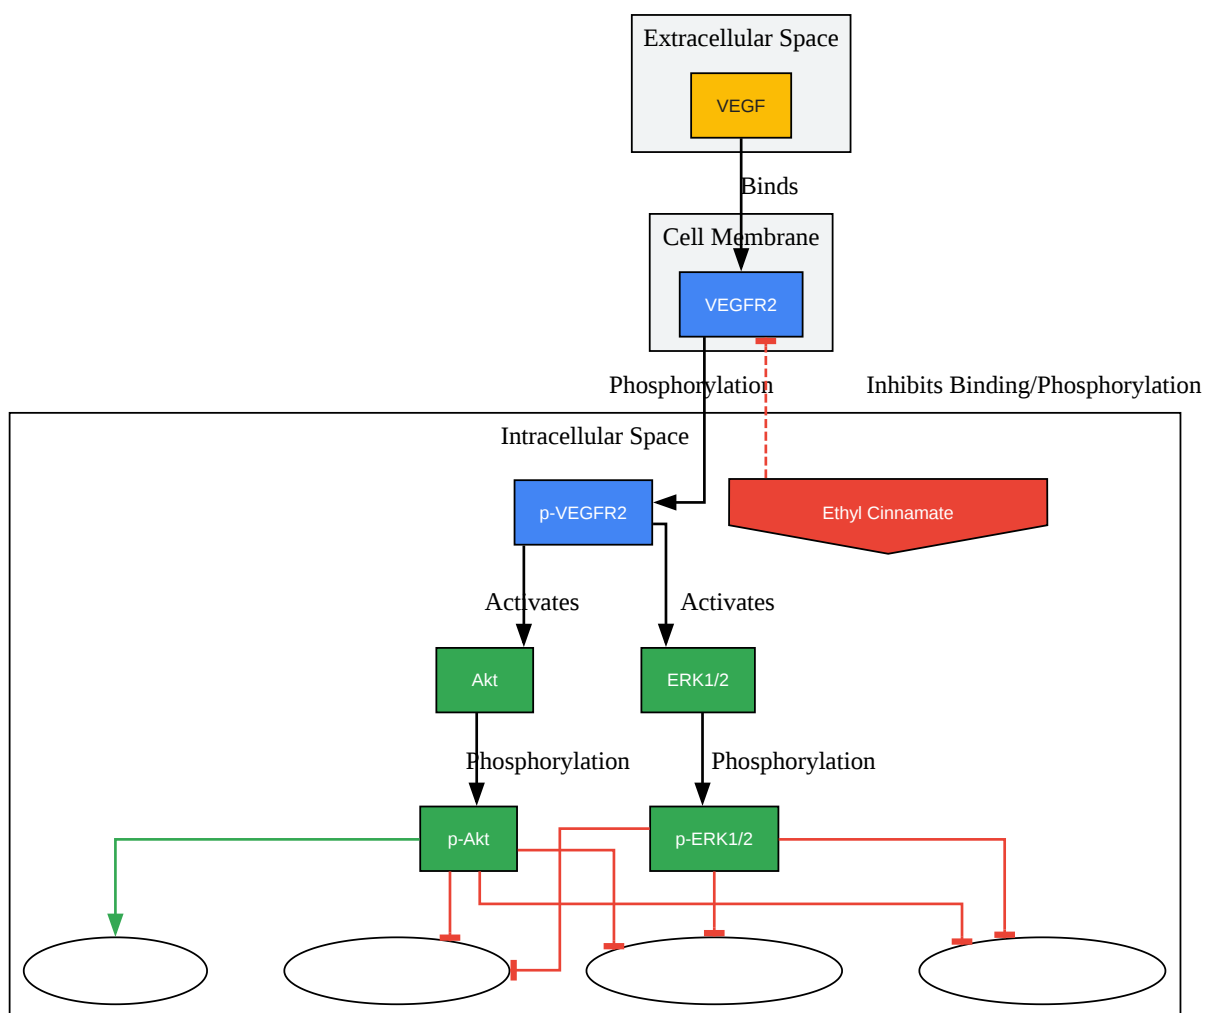 Extracellular Space
VEGF
Binds
Cell Membrane
VEGFR2
Phosphorylation
Inhibits Binding/Phosphorylation
Intracellular Space
p-VEGFR2
Ethyl Cinnamate
Activates
Activates
Akt
ERK1/2
Phosphorylation
Phosphorylation
p-Akt
p-ERK1/2